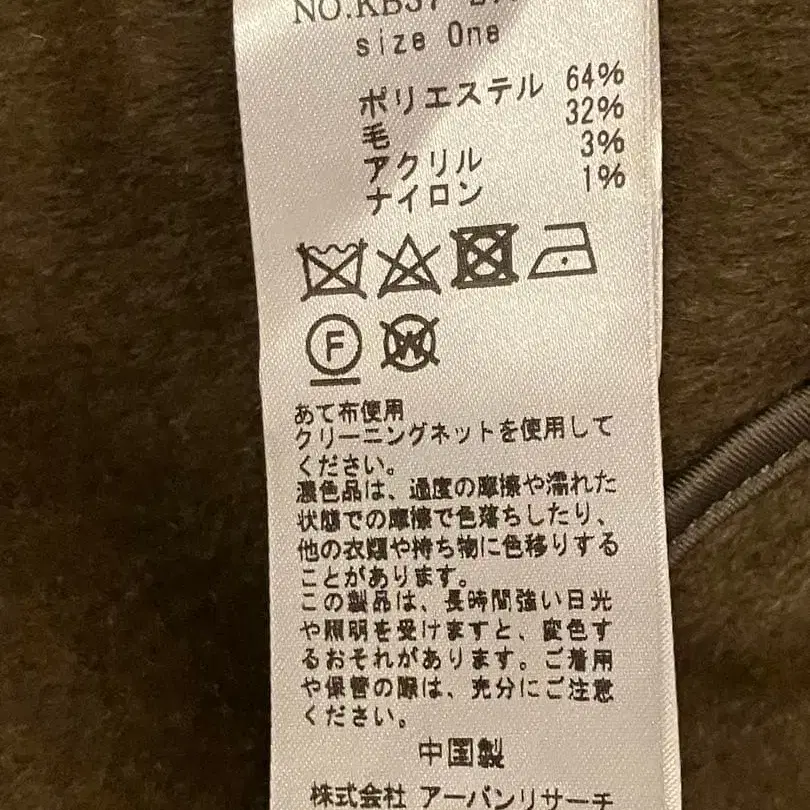 NO.KB37
size One
ポリエステル 64%
毛 32%
アクリル 3%
ナイロン 1%
F W
あて布使用
クリーニングネットを使用して
ください。
濃色品は、過度の摩擦や濡れた
状態での摩擦で色落ちしたり、
他の衣類や持ち物に色移りする
ことがあります。
この製品は、長時間強い日光
や照明を受けますと、変色す
るおそれがあります。ご着用
や保管の際は、充分にご注意
ください。
中国製
株式会社 アーバンリサーチ